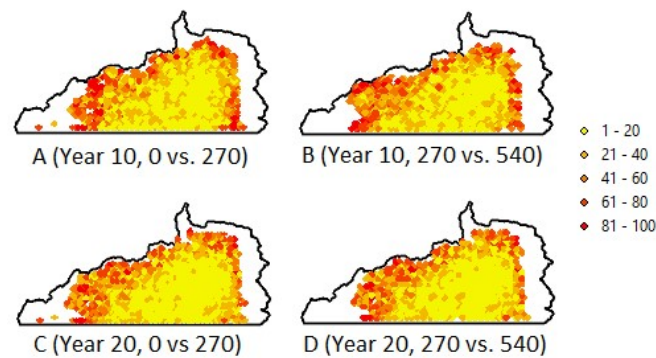 A (Year 10, 0 vs. 270)
B (Year 10, 270 vs. 540)
1 - 20
21 - 40
41 - 60
61 - 80
81 - 100
C (Year 20, 0 vs 270)
D (Year 20, 270 vs. 540)